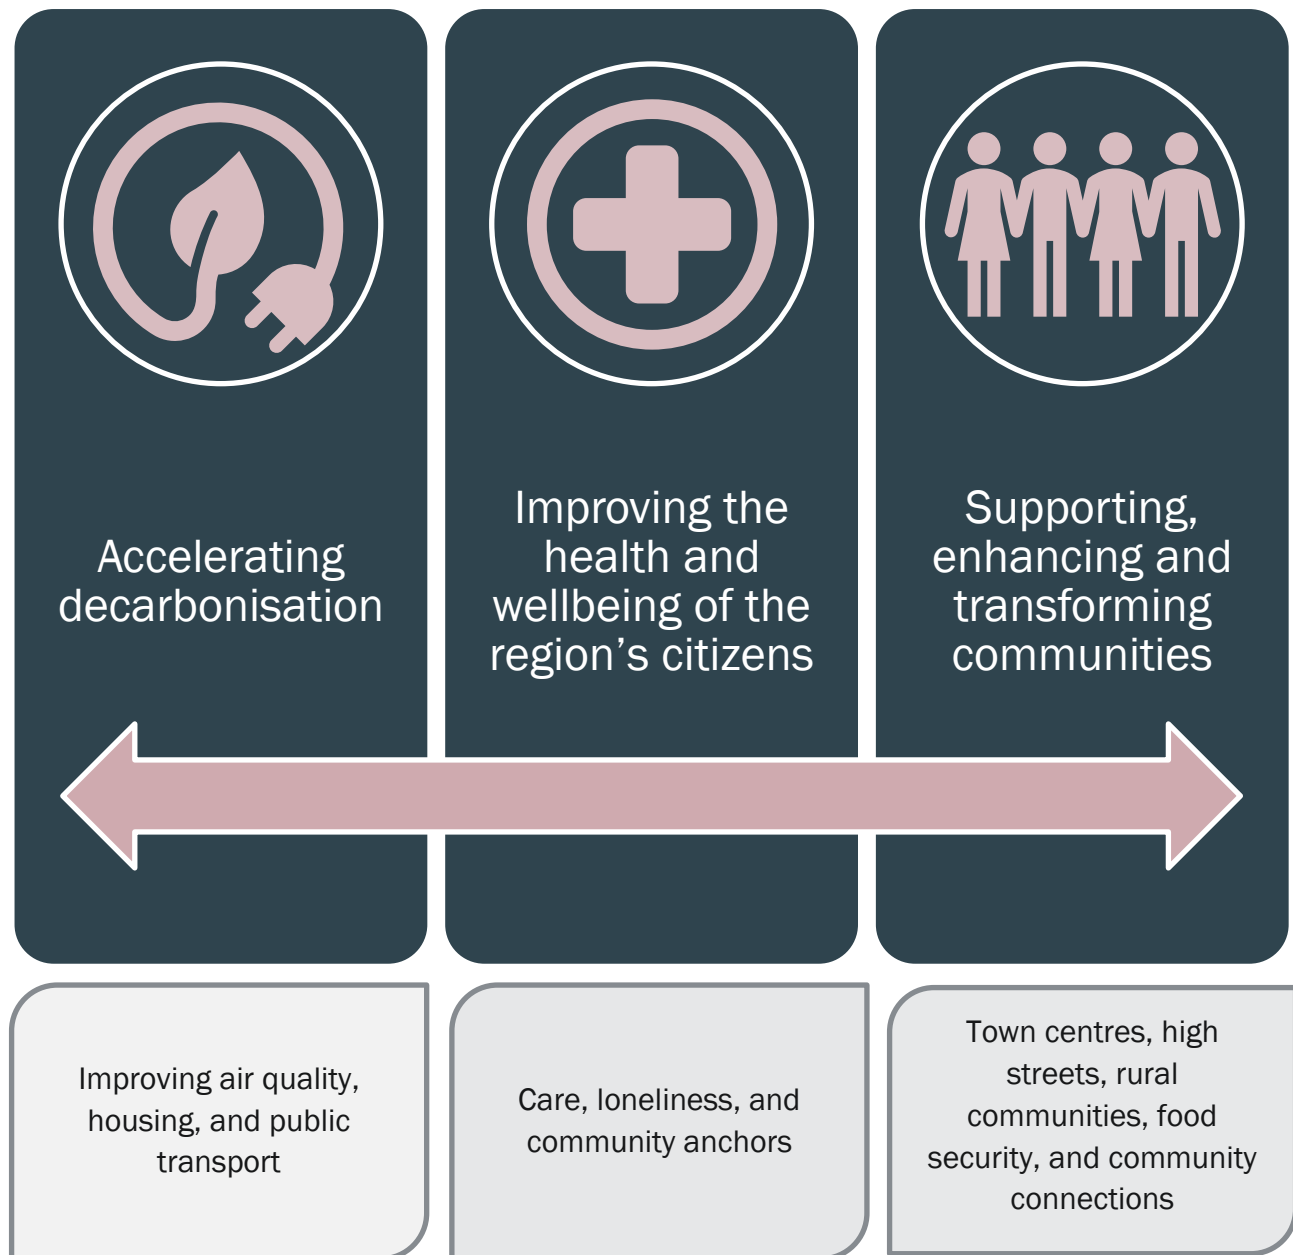 Accelerating
decarbonisation
Improving the
health and
wellbeing of the
region’s citizens
Supporting,
enhancing and
transforming
communities
Improving air quality,
housing, and public
transport
Care, loneliness, and
community anchors
Town centres, high
streets, rural
communities, food
security, and community
connections